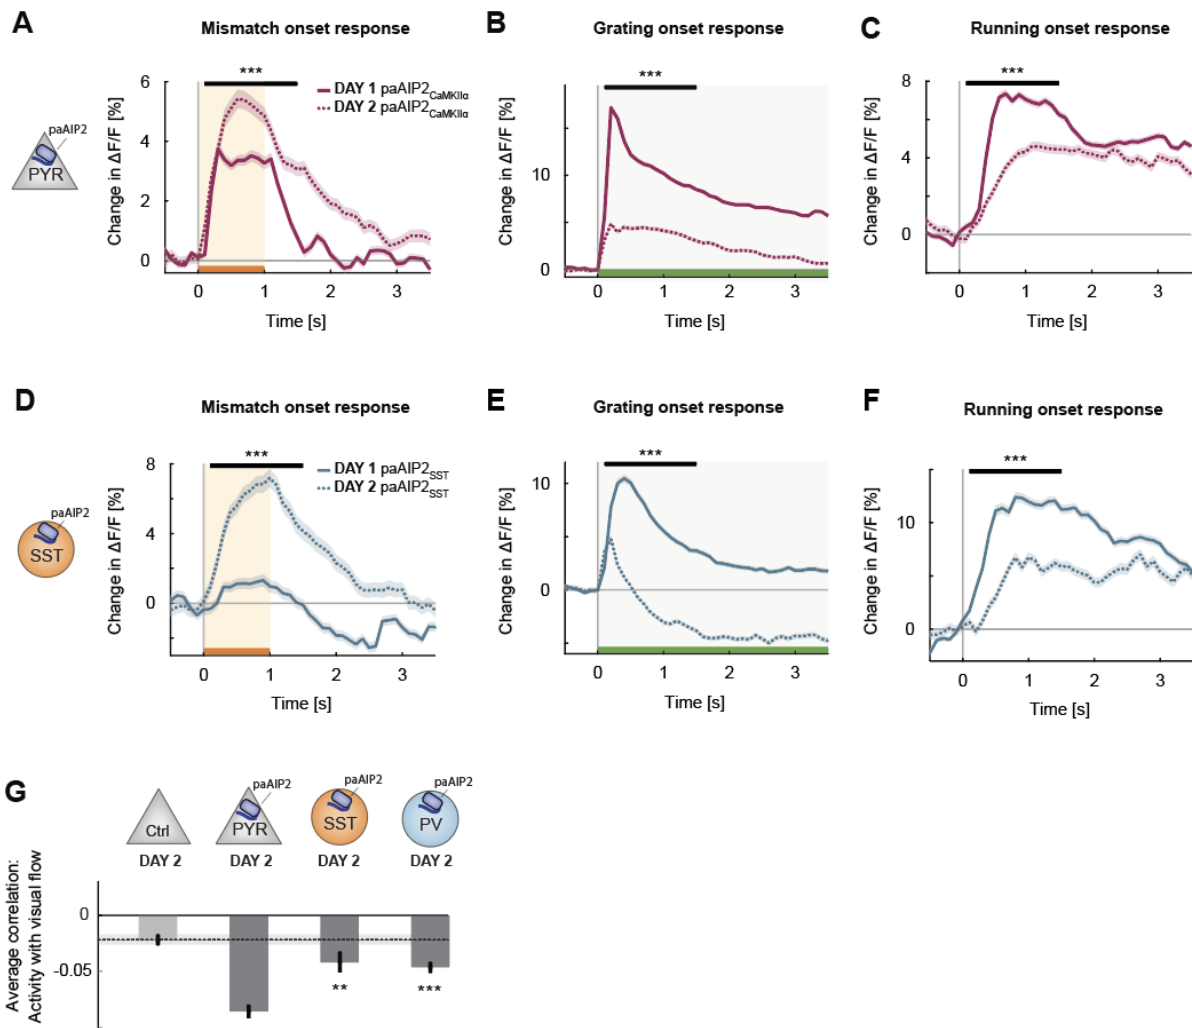 A
Mismatch onset response
***
DAY 1 paAIP2CaMKIIα
DAY 2 paAIP2CaMKIIα
paAIP2
PYR
Change in ΔF/F [%]
6
4
2
0
0
1
2
3
Time [s]
B
Grating onset response
***
Change in ΔF/F [%]
10
0
0
1
2
3
Time [s]
C
Running onset response
***
Change in ΔF/F [%]
8
4
0
0
1
2
3
Time [s]
D
Mismatch onset response
***
DAY 1 paAIP2SST
DAY 2 paAIP2SST
paAIP2
SST
Change in ΔF/F [%]
8
4
0
0
1
2
3
Time [s]
E
Grating onset response
***
Change in ΔF/F [%]
10
5
0
0
1
2
3
Time [s]
F
Running onset response
***
Change in ΔF/F [%]
10
0
0
1
2
3
Time [s]
G
paAIP2
paAIP2
paAIP2
Ctrl
PYR
SST
PV
DAY 2
DAY 2
DAY 2
DAY 2
Average correlation:
Activity with visual flow
0
-0.05
**
***